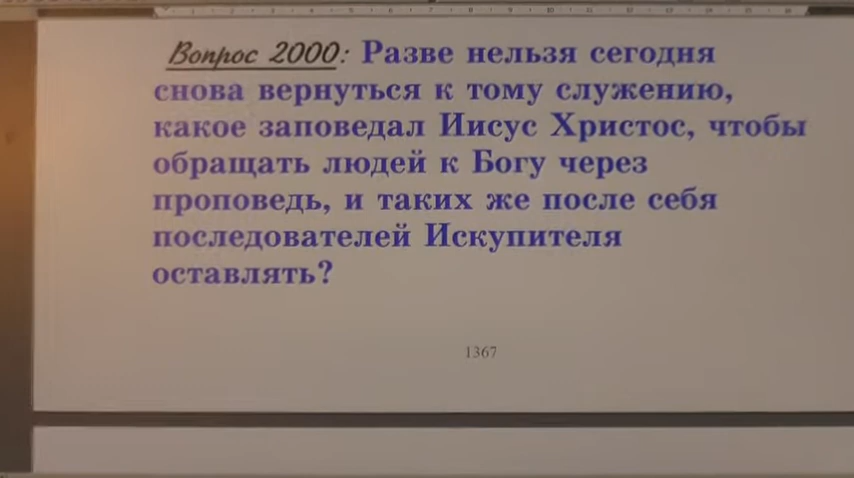 Вопрос 2000: Разве нельзя сегодня
снова вернуться к тому служению,
какое заповедал Иисус Христос, чтобы
обращать людей к Богу через
проповедь, и таких же после себя
последователей Искупителя
оставлять?
1367